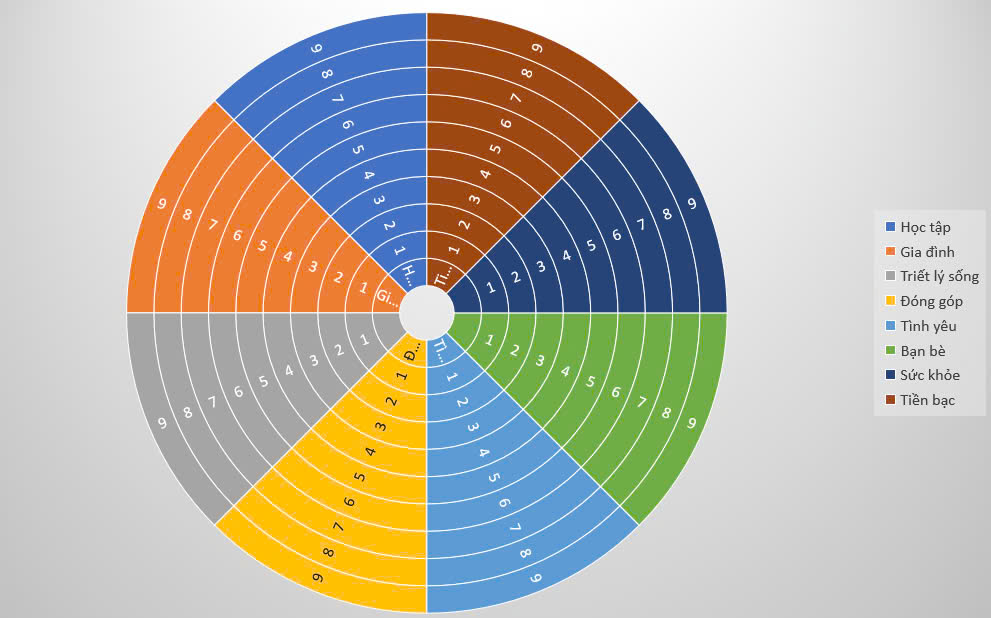 Ti... 1 2 3 4 5 6 7 8 9
1 2 3 4 5 6 7 8 9
1 2 3 4 5 6 7 8 9
Tì... 1 2 3 4 5 6 7 8 9
Đ... 1 2 3 4 5 6 7 8 9
1 2 3 4 5 6 7 8 9
Gi... 1 2 3 4 5 6 7 8 9
H... 1 2 3 4 5 6 7 8 9
Học tập
Gia đình
Triết lý sống
Đóng góp
Tình yêu
Bạn bè
Sức khỏe
Tiền bạc